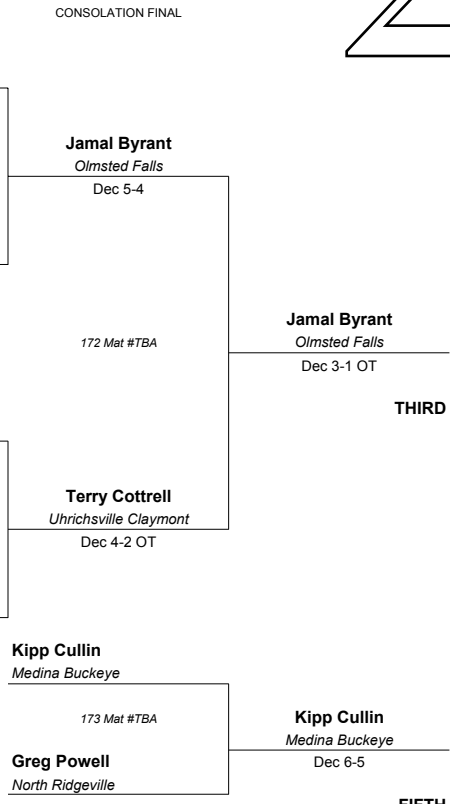 CONSOLATION FINAL
Jamal Byrant
Olmsted Falls
Dec 5-4
172 Mat #TBA
Jamal Byrant
Olmsted Falls
Dec 3-1 OT
THIRD
Terry Cottrell
Uhrichsville Claymont
Dec 4-2 OT
Kipp Cullin
Medina Buckeye
173 Mat #TBA
Kipp Cullin
Medina Buckeye
Dec 6-5
Greg Powell
North Ridgeville
FIFTH